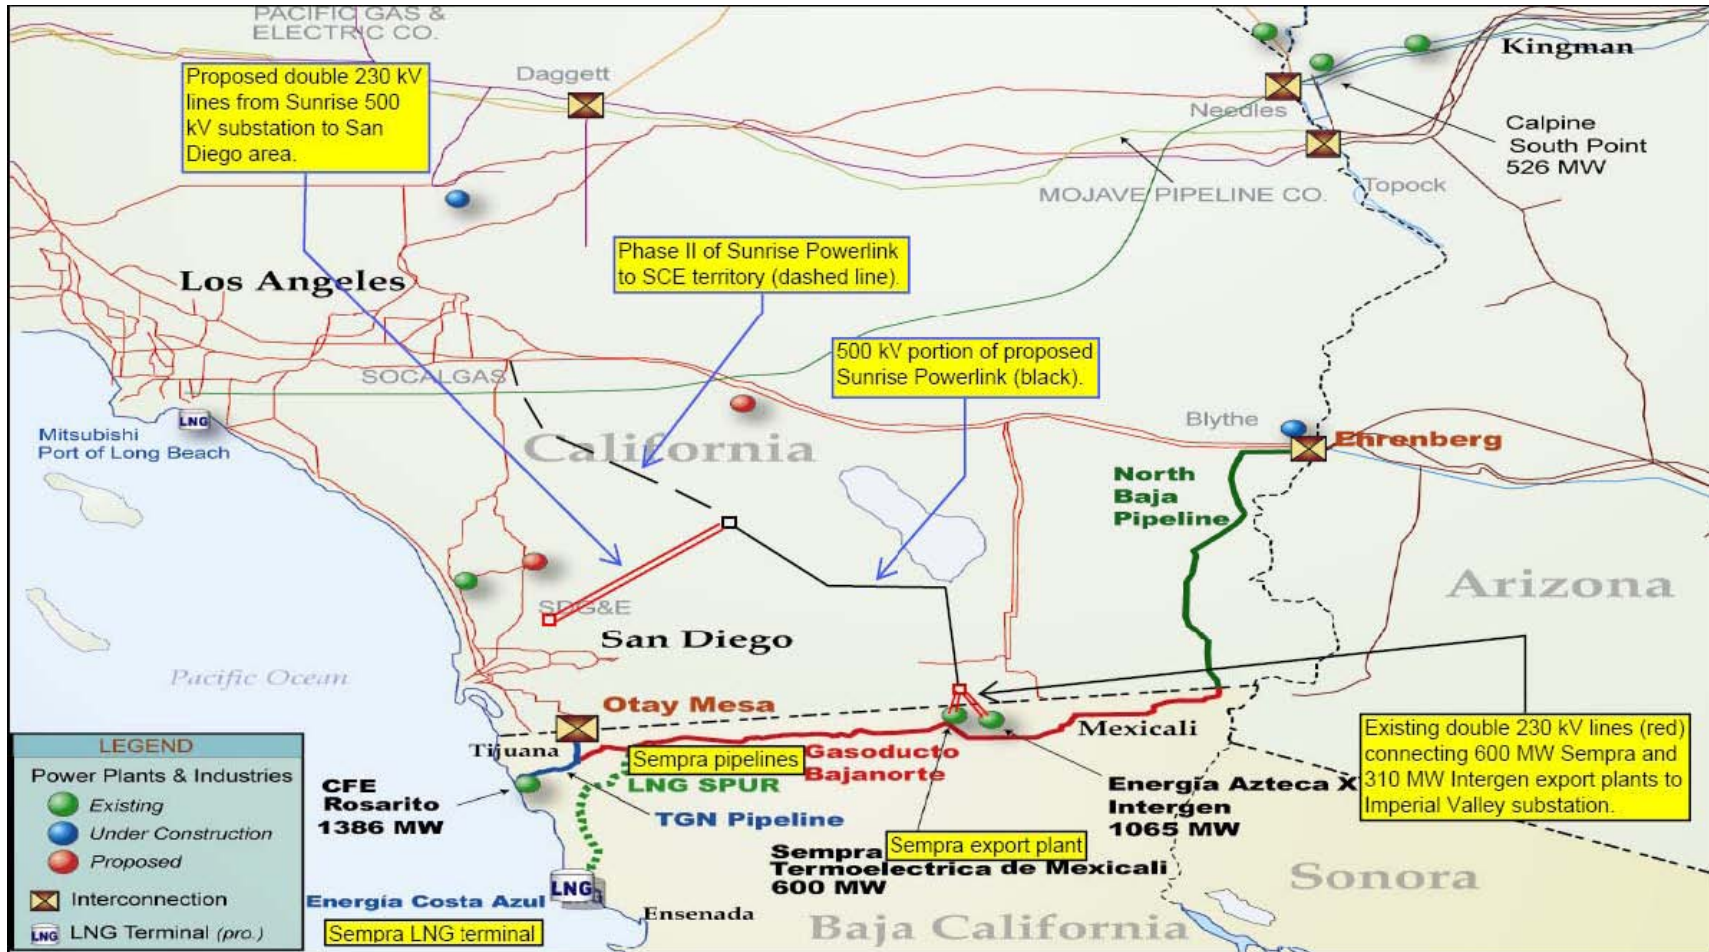 PACIFIC GAS &
ELECTRIC CO.
Proposed double 230 kV
lines from Sunrise 500
kV substation to San
Diego area.
Daggett
Kingman
Needles
Calpine
South Point
526 MW
MOJAVE PIPELINE CO.
Topock
Phase II of Sunrise Powerlink
to SCE territory (dashed line).
Los Angeles
500 kV portion of proposed
Sunrise Powerlink (black).
SOCALGAS
LNG
Mitsubishi
Port of Long Beach
California
Blythe
Ehrenberg
North
Baja
Pipeline
Arizona
SDG&E
San Diego
Pacific Ocean
Otay Mesa
Tijuana
Mexicali
Sempra pipelines
Gasoducto
Bajanorte
LNG SPUR
TGN Pipeline
CFE
Rosarito
1386 MW
Energía Azteca X
Intergen
1065 MW
Existing double 230 kV lines (red)
connecting 600 MW Sempra and
310 MW Intergen export plants to
Imperial Valley substation.
Sempra export plant
Sempra
Termoelectrica de Mexicali
600 MW
LNG
Energía Costa Azul
Sempra LNG terminal
Ensenada
Baja California
Sonora
LEGEND
Power Plants & Industries
Existing
Under Construction
Proposed
Interconnection
LNG
LNG Terminal (pro.)